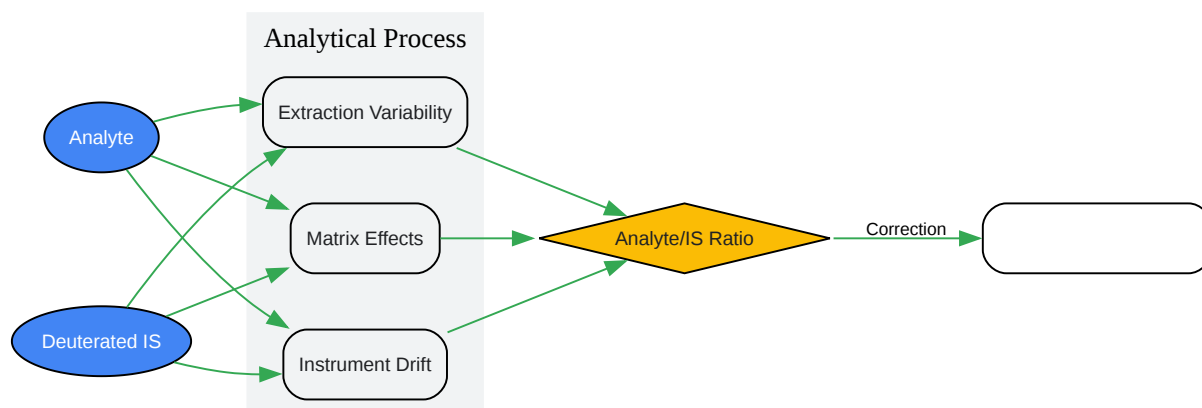 Analytical Process
Extraction Variability
Analyte
Matrix Effects
Analyte/IS Ratio
Correction
Deuterated IS
Instrument Drift